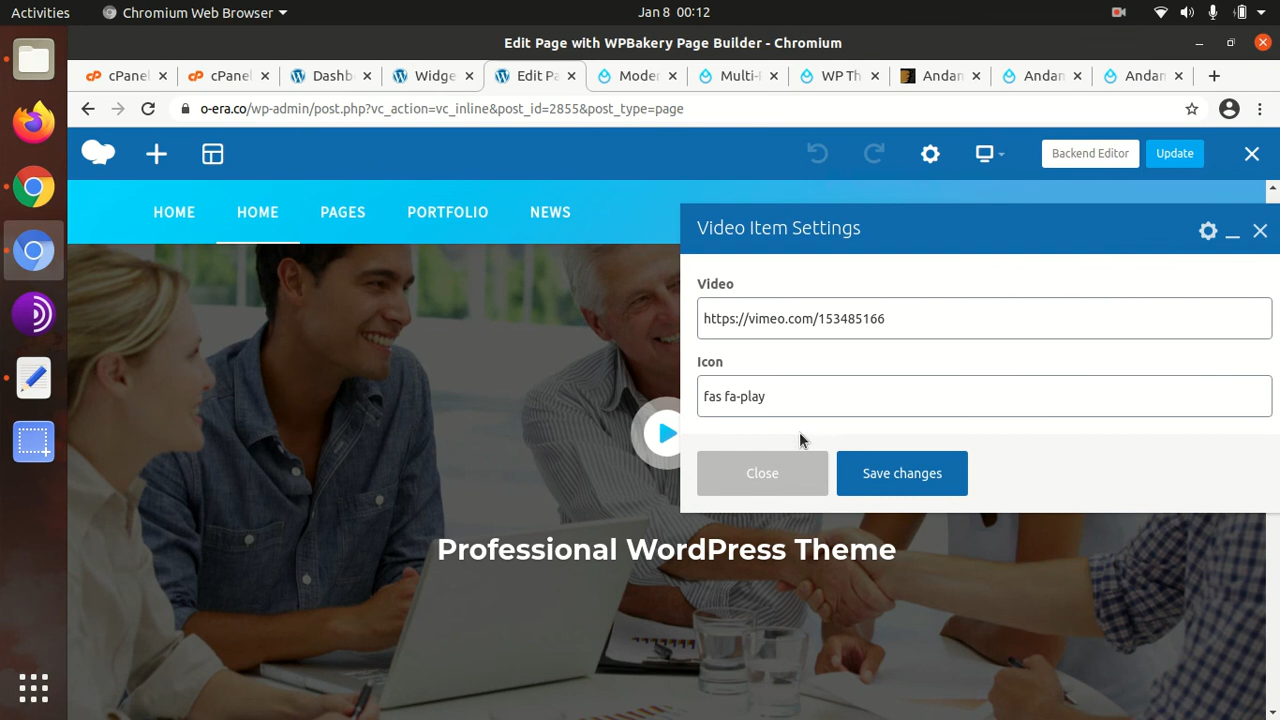 Activities
Chromium Web Browser
Jan 8 00:12
Edit Page with WPBakery Page Builder - Chromium
cPanel
cPanel
Dashb
Widge
Edit Pa
Moder
Multi-
WP Th
Andan
Andan
Andan
o-era.co/wp-admin/post.php?vc_action=vc_inline&post_id=2855&post_type=page
Backend Editor
Update
HOME
HOME
PAGES
PORTFOLIO
NEWS
Video Item Settings
Video
https://vimeo.com/153485166
Icon
fas fa-play
Close
Save changes
Professional WordPress Theme